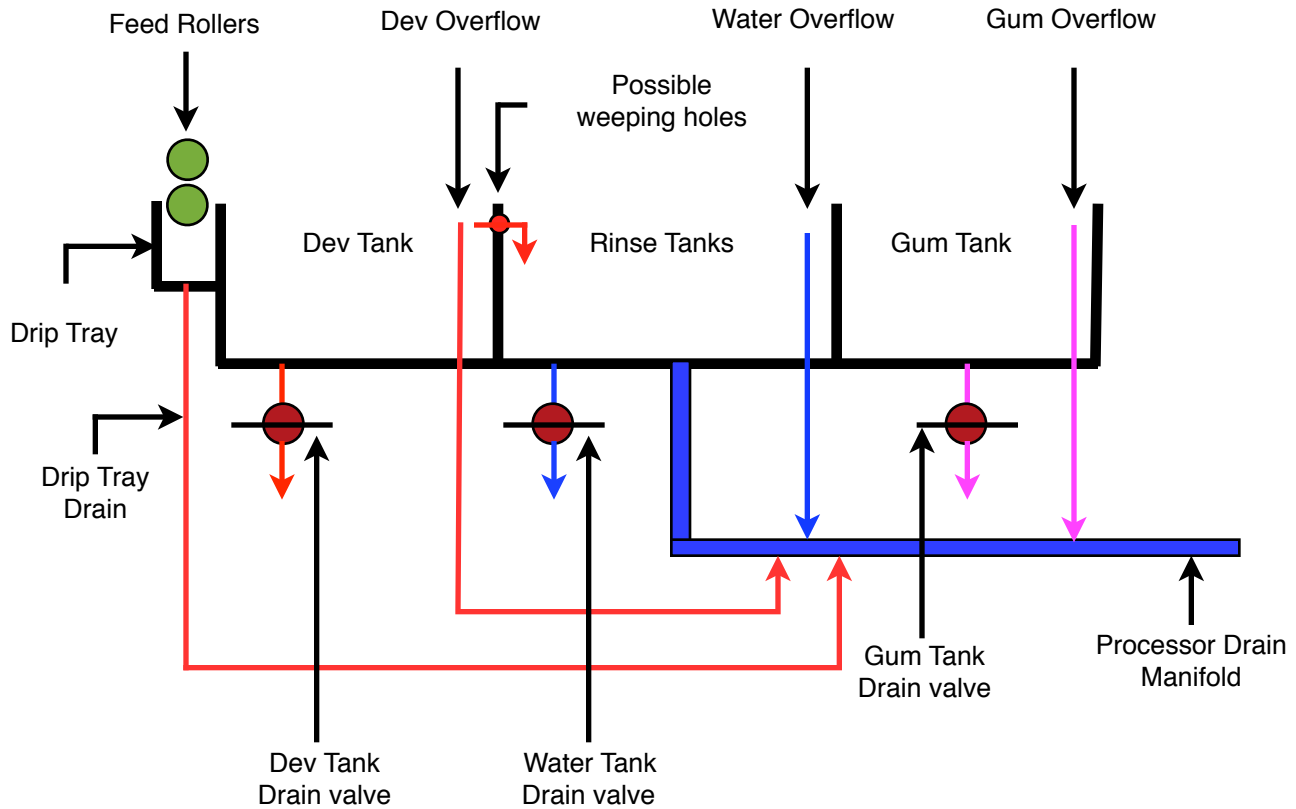 Feed Rollers
Dev Overflow
Water Overflow
Gum Overflow
Possible
weeping holes
Dev Tank
Rinse Tanks
Gum Tank
Drip Tray
Drip Tray
Drain
Gum Tank
Drain valve
Processor Drain
Manifold
Dev Tank
Drain valve
Water Tank
Drain valve